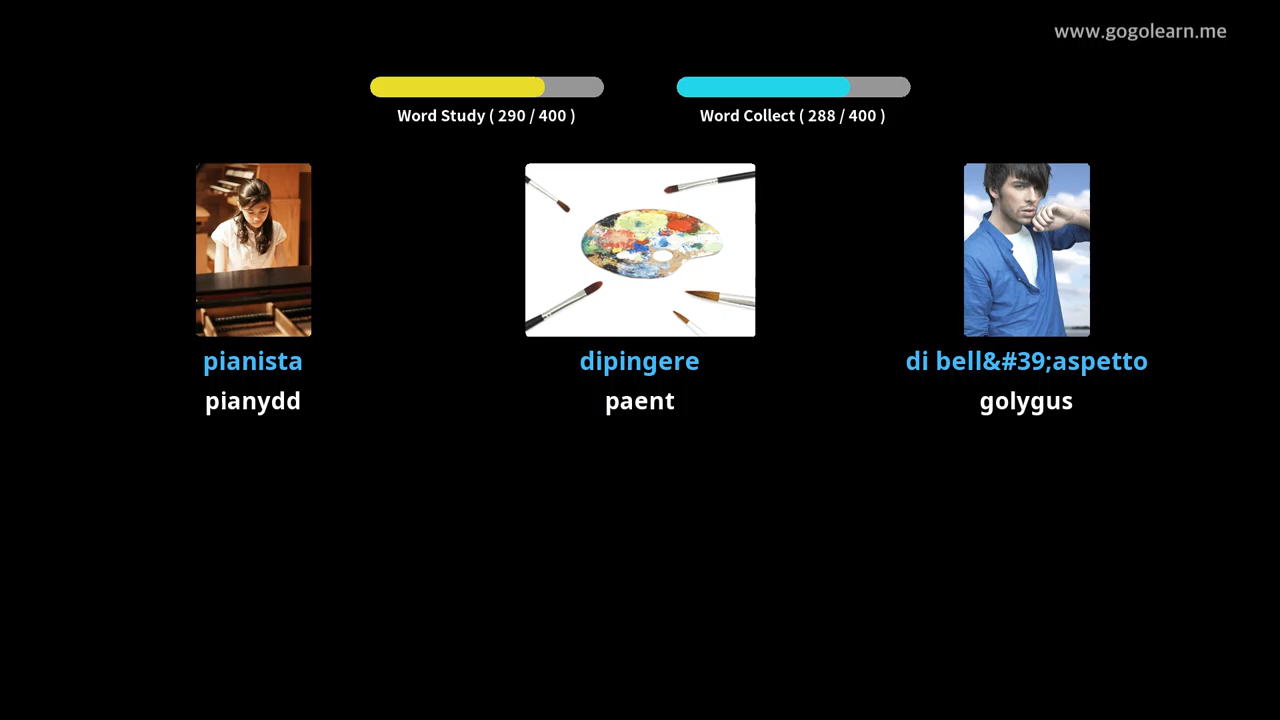 www.gogolearn.me
Word Study ( 290 / 400 )
Word Collect ( 288 / 400 )
pianista
pianydd
dipingere
paent
di bell&#39;aspetto
golygus